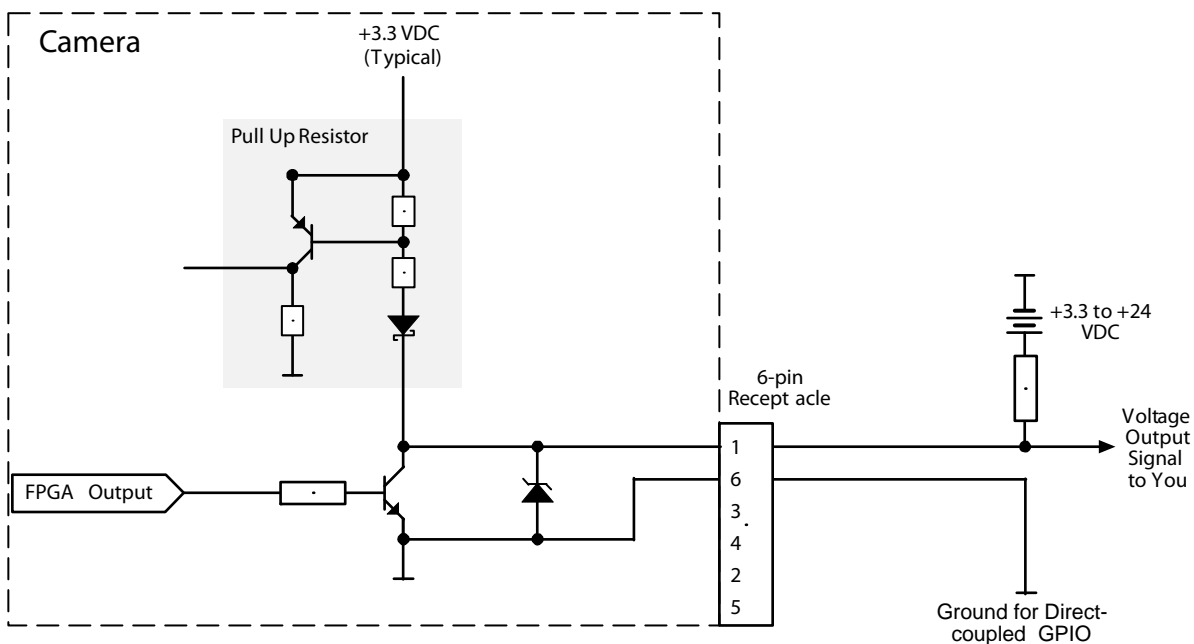 Camera
+3.3 VDC
(Typical)
Pull Up Resistor
FPGA Output
6-pin
Recept acle
1
6
3
4
2
5
+3.3 to +24
VDC
Voltage
Output
Signal
to You
Ground for Direct-
coupled GPIO